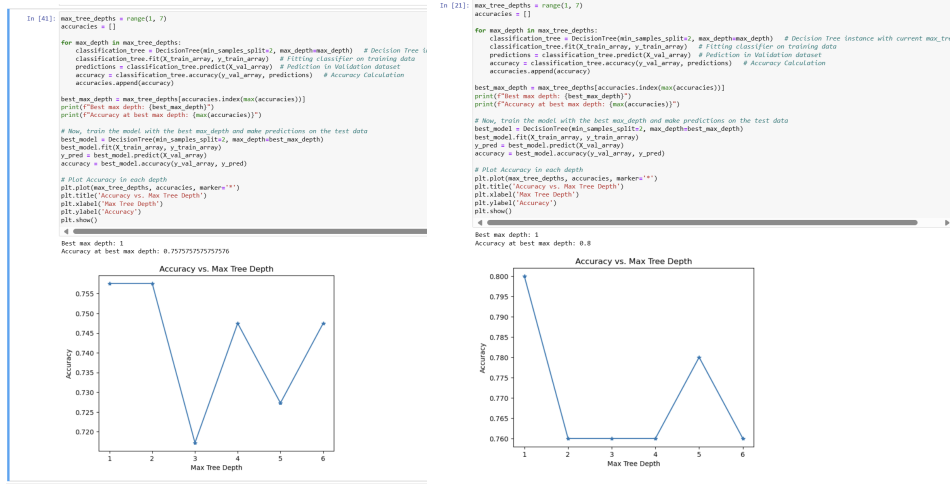 In [41]: max_tree_depths = range(1, 7)
accuracies = []
for max_depth in max_tree_depths:
classification_tree = DecisionTree(min_samples_split=2, max_depth=max_depth) # Decision Tree
classification_tree.fit(X_train_array, y_train_array) # Fitting classifier on training data
predictions = classification_tree.predict(X_val_array) # Pediction in Validation dataset
accuracy = classification_tree.accuracy(y_val_array, predictions) # Accuracy Calculation
accuracies.append(accuracy)
best_max_depth = max_tree_depths[accuracies.index(max(accuracies))]
print(f"Best max depth: {best_max_depth}")
print(f"Accuracy at best max depth: {max(accuracies)}")
# Now, train the model with the best max_depth and make predictions on the test data
best_model = DecisionTree(min_samples_split=2, max_depth=best_max_depth)
best_model.fit(X_train_array, y_train_array)
y_pred = best_model.predict(X_val_array)
accuracy = best_model.accuracy(y_val_array, y_pred)
# Plot Accuracy in each depth
plt.plot(max_tree_depths, accuracies, marker='*')
plt.title('Accuracy vs. Max Tree Depth')
plt.xlabel('Max Tree Depth')
plt.ylabel('Accuracy')
plt.show()
Best max depth: 1
Accuracy at best max depth: 0.7575757575757576
Accuracy vs. Max Tree Depth
0.755
0.750
0.745
0.740
0.735
0.730
0.725
0.720
Accuracy
1 2 3 4 5 6
Max Tree Depth
In [21]: max_tree_depths = range(1, 7)
accuracies = []
for max_depth in max_tree_depths:
classification_tree = DecisionTree(min_samples_split=2, max_depth=max_depth) # Decision Tree instance with current max_tre
classification_tree.fit(X_train_array, y_train_array) # Fitting classifier on training data
predictions = classification_tree.predict(X_val_array) # Pediction in Validation dataset
accuracy = classification_tree.accuracy(y_val_array, predictions) # Accuracy Calculation
accuracies.append(accuracy)
best_max_depth = max_tree_depths[accuracies.index(max(accuracies))]
print(f"Best max depth: {best_max_depth}")
print(f"Accuracy at best max depth: {max(accuracies)}")
# Now, train the model with the best max_depth and make predictions on the test data
best_model = DecisionTree(min_samples_split=2, max_depth=best_max_depth)
best_model.fit(X_train_array, y_train_array)
y_pred = best_model.predict(X_val_array)
accuracy = best_model.accuracy(y_val_array, y_pred)
# Plot Accuracy in each depth
plt.plot(max_tree_depths, accuracies, marker='*')
plt.title('Accuracy vs. Max Tree Depth')
plt.xlabel('Max Tree Depth')
plt.ylabel('Accuracy')
plt.show()
Best max depth: 1
Accuracy at best max depth: 0.8
Accuracy vs. Max Tree Depth
0.800
0.795
0.790
0.785
0.780
0.775
0.770
0.765
0.760
Accuracy
1 2 3 4 5 6
Max Tree Depth